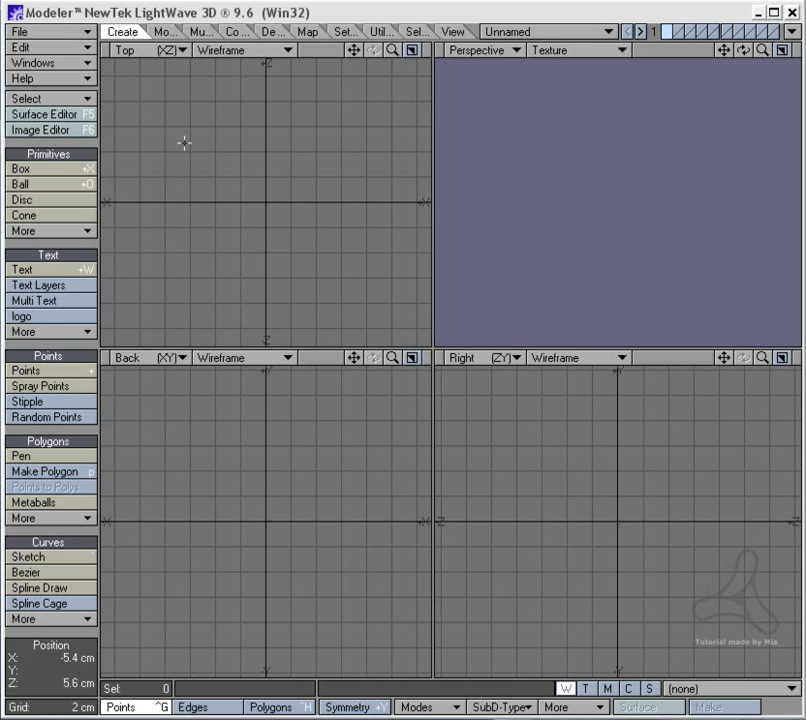 Modeler™ NewTek LightWave 3D ® 9.6 (Win32)
File
Create Mo... Mu... Co ... De... Map Set... Util... Sel... View Unnamed 1
Edit
Windows
Help
Top (XZ) Wireframe
Perspective Texture
Select
Surface Editor F5
Image Editor F6
Primitives
Box +X
Ball +O
Disc
Cone
More
Text
Text +W
Text Layers
Multi Text
logo
More
Back (XY) Wireframe
Right (ZY) Wireframe
Points
Points +
Spray Points
Stipple
Random Points
Polygons
Pen
Make Polygon p
Points to Polys
Metaballs
More
Curves
Sketch
Bezier
Spline Draw
Spline Cage
More
Tutorial made by Mis
Position
X: -5.4 cm
Y:
Z: 5.6 cm
Grid: 2 cm
Sel: 0
W T M C S (none)
Points ^G Edges Polygons ^H Symmetry +Y Modes SubD-Type More Surface Make